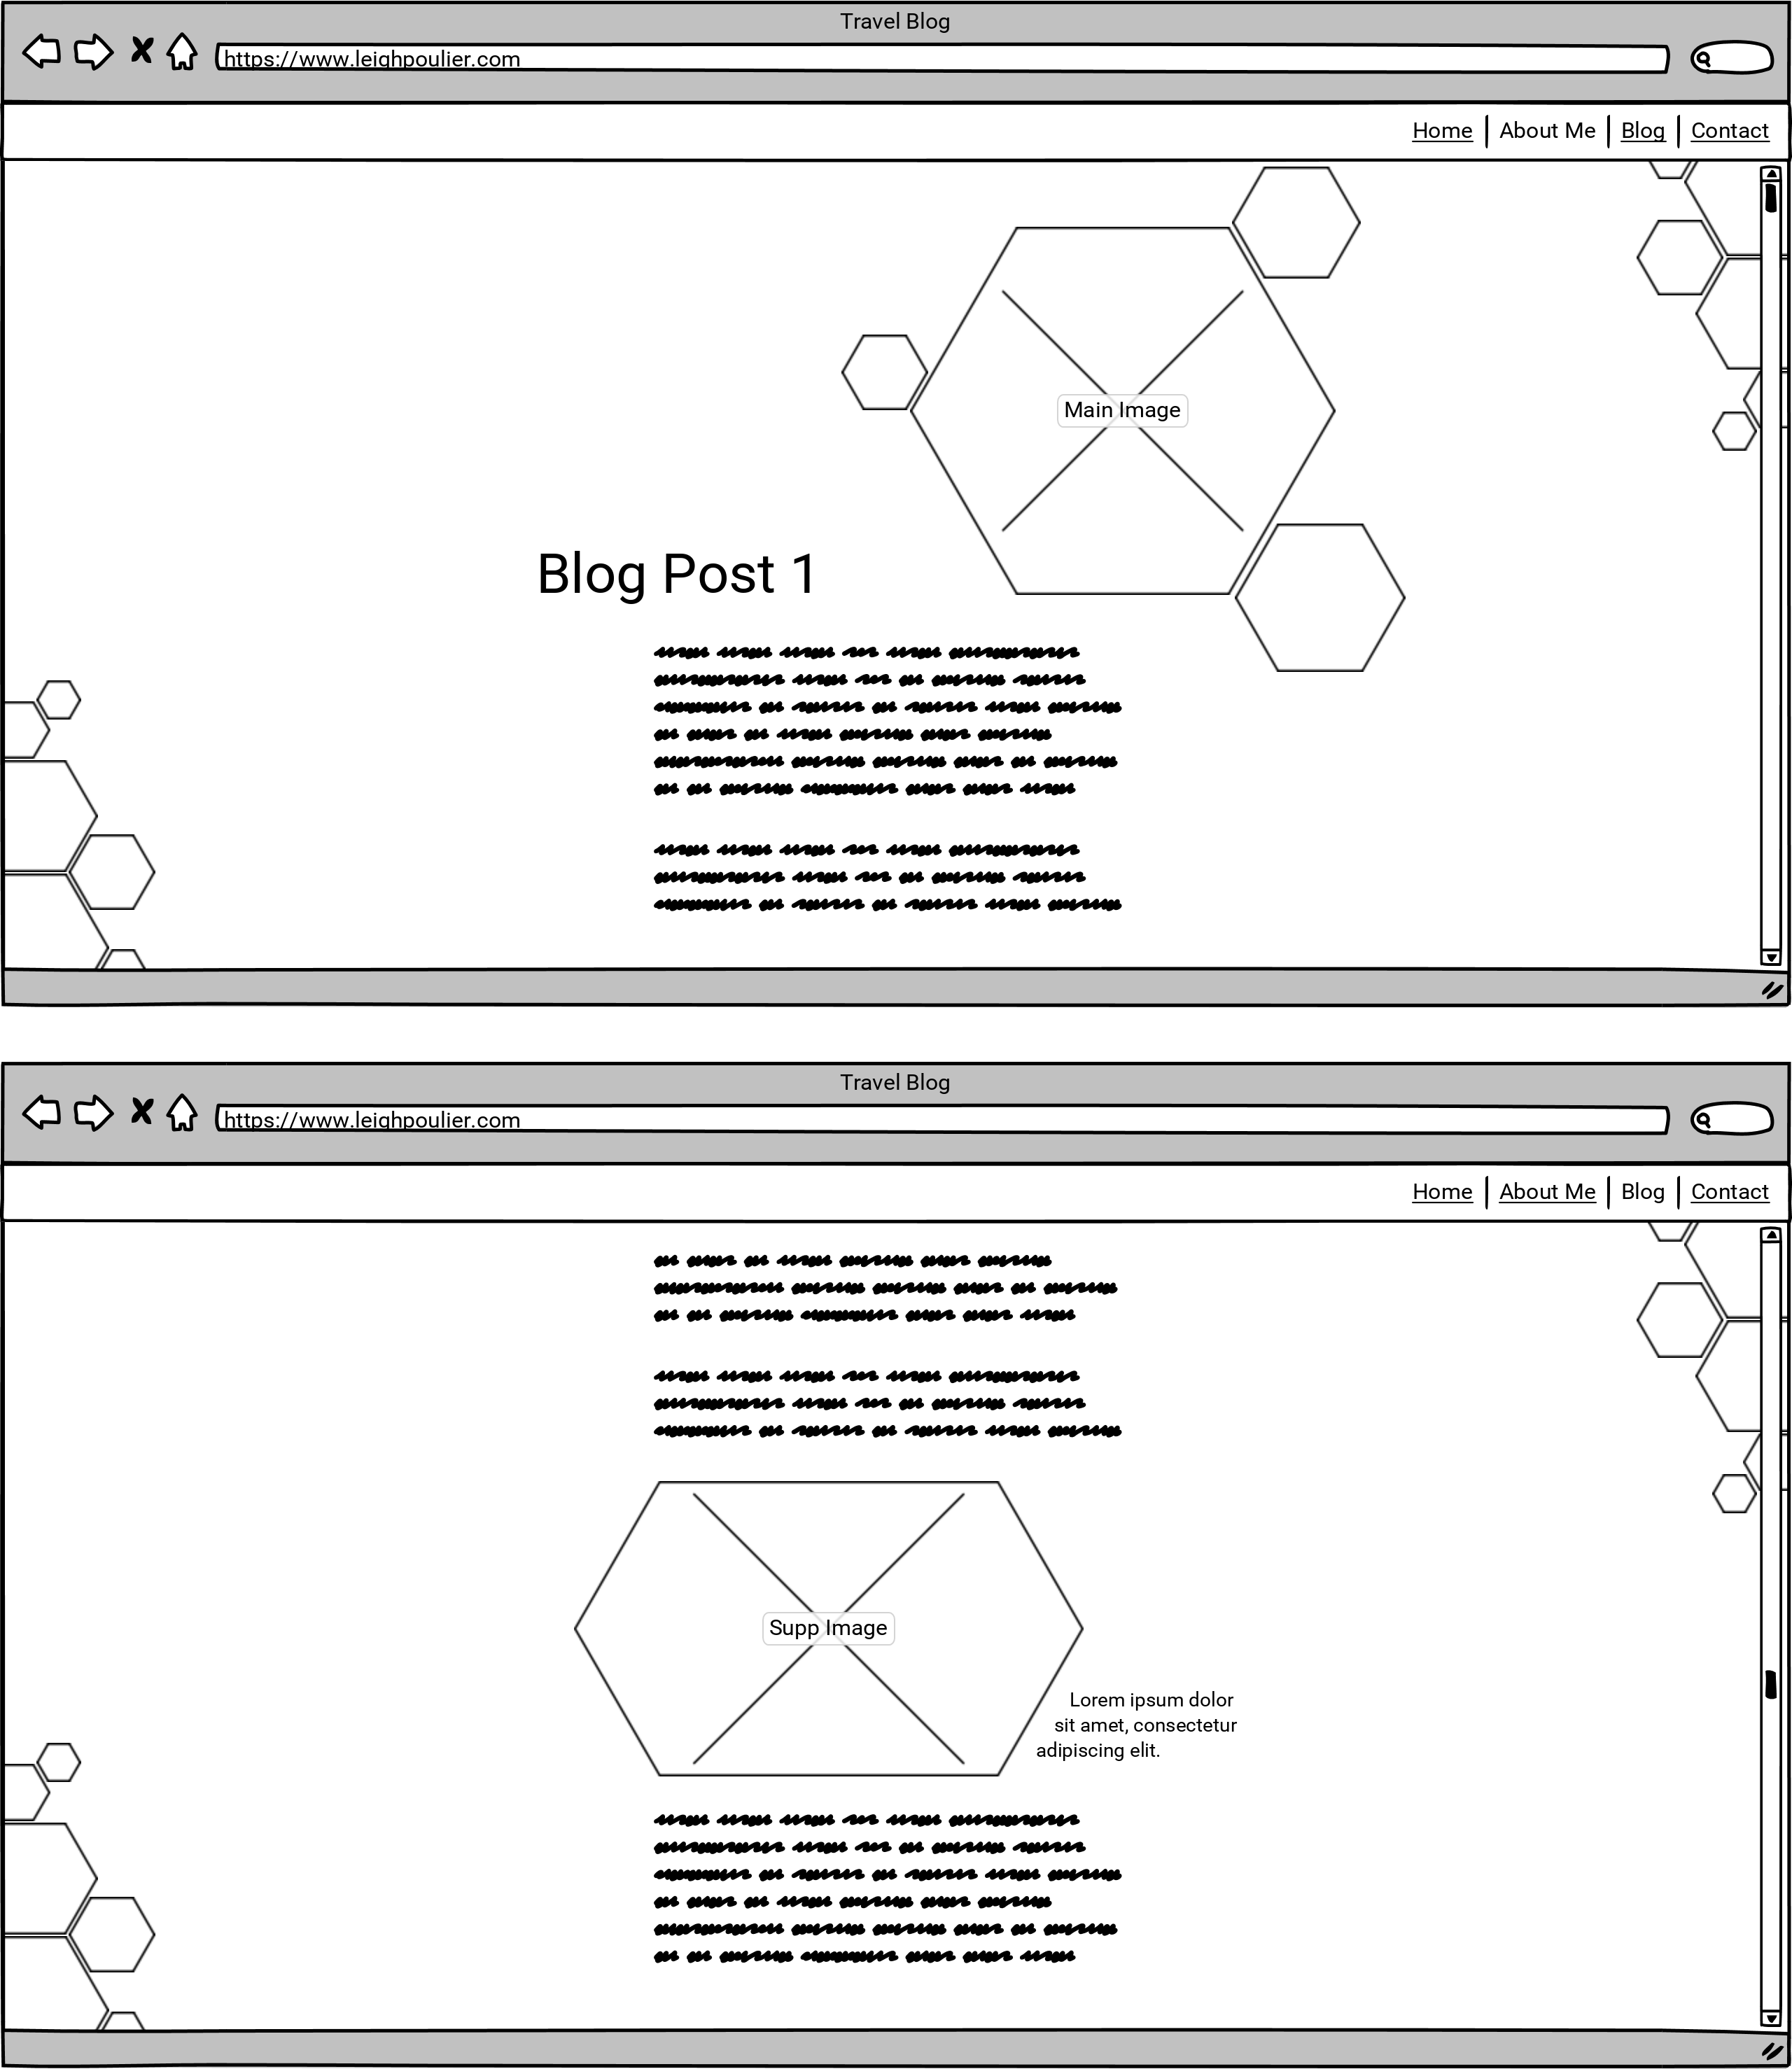 Travel Blog
https://www.leighpoulier.com
Home About Me Blog Contact
Main Image
Blog Post 1
Travel Blog
https://www.leighpoulier.com
Home About Me Blog Contact
Supp Image
Lorem ipsum dolor
sit amet, consectetur
adipiscing elit.